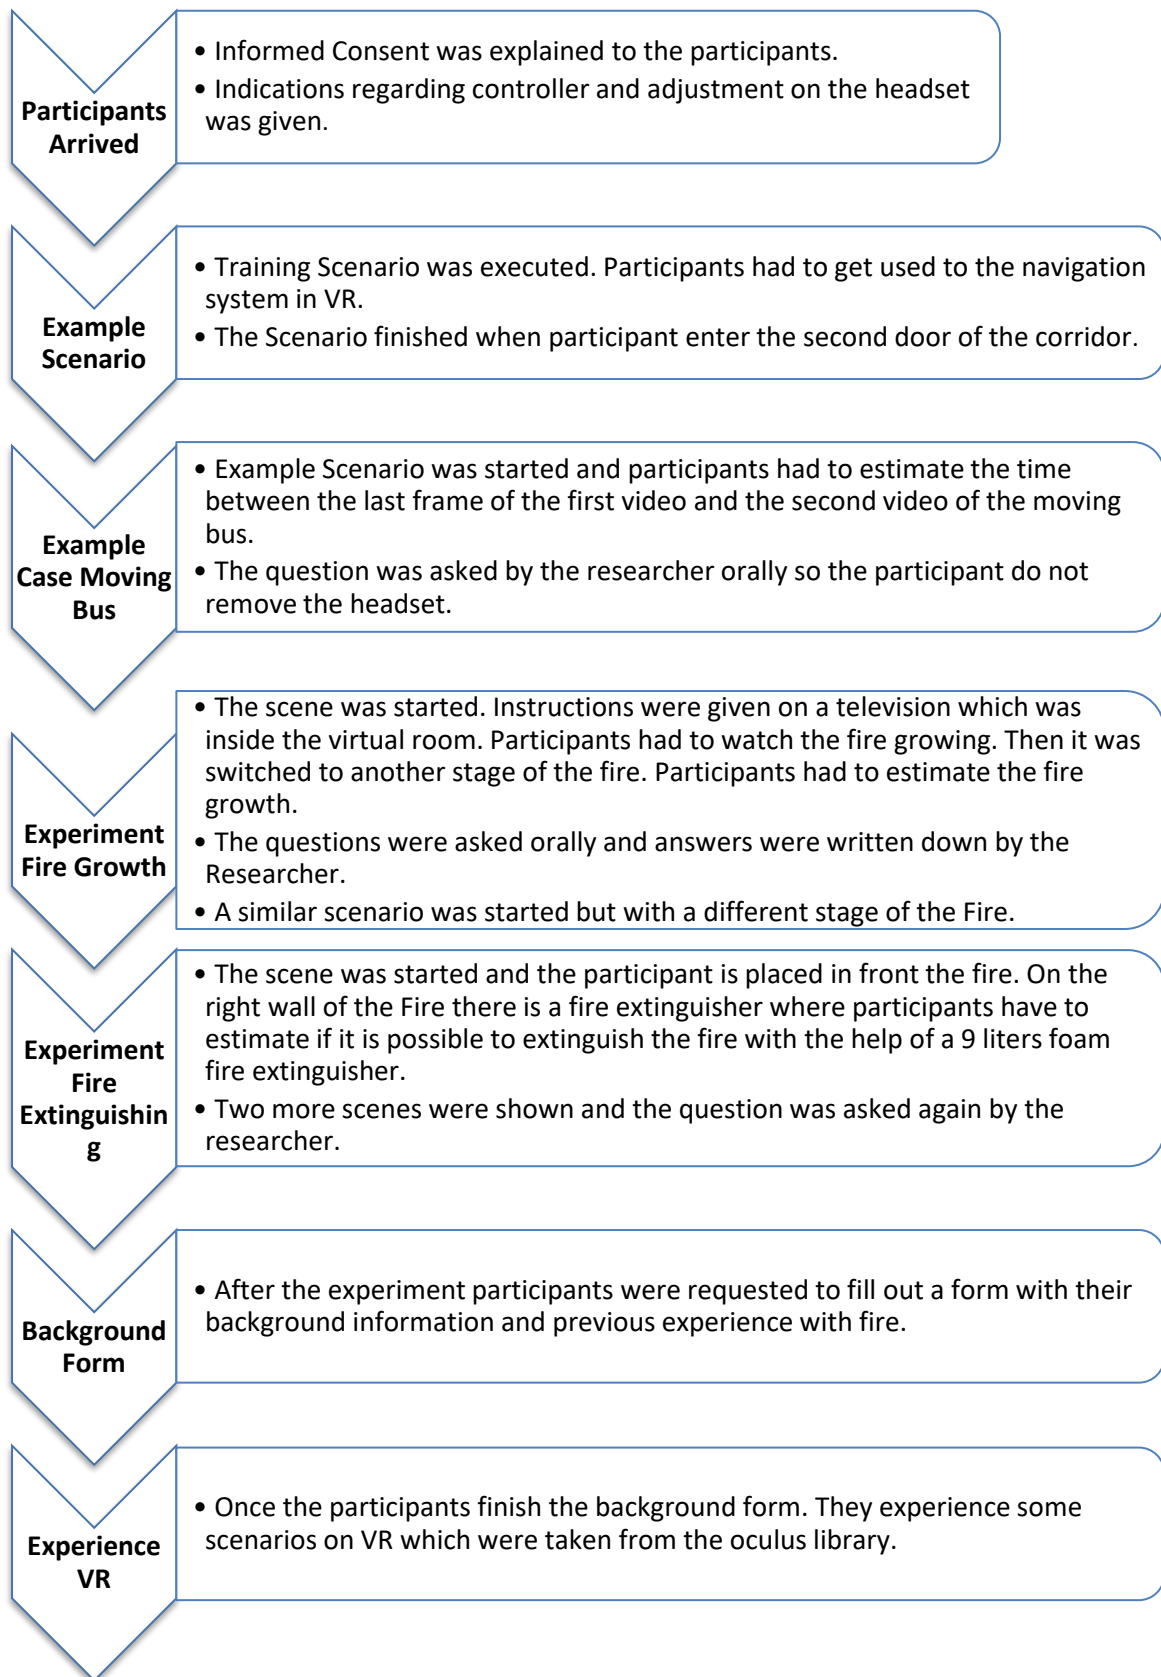 Participants
Arrived
• Informed Consent was explained to the participants.
• Indications regarding controller and adjustment on the headset
was given.
Example
Scenario
• Training Scenario was executed. Participants had to get used to the navigation
system in VR.
• The Scenario finished when participant enter the second door of the corridor.
Example
Case Moving
Bus
• Example Scenario was started and participants had to estimate the time
between the last frame of the first video and the second video of the moving
bus.
• The question was asked by the researcher orally so the participant do not
remove the headset.
Experiment
Fire Growth
• The scene was started. Instructions were given on a television which was
inside the virtual room. Participants had to watch the fire growing. Then it was
switched to another stage of the fire. Participants had to estimate the fire
growth.
• The questions were asked orally and answers were written down by the
Researcher.
• A similar scenario was started but with a different stage of the Fire.
Experiment
Fire
Extinguishin
g
• The scene was started and the participant is placed in front the fire. On the
right wall of the Fire there is a fire extinguisher where participants have to
estimate if it is possible to extinguish the fire with the help of a 9 liters foam
fire extinguisher.
• Two more scenes were shown and the question was asked again by the
researcher.
Background
Form
• After the experiment participants were requested to fill out a form with their
background information and previous experience with fire.
Experience
VR
• Once the participants finish the background form. They experience some
scenarios on VR which were taken from the oculus library.